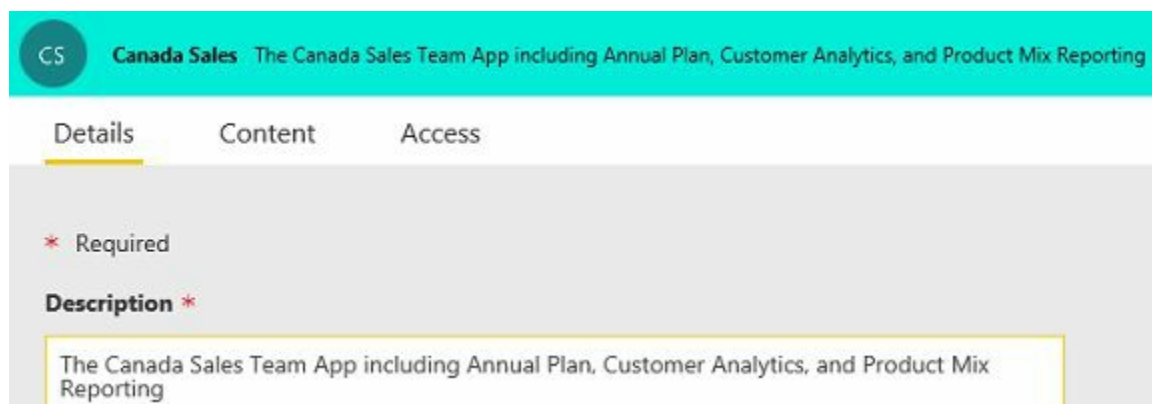 CS Canada Sales The Canada Sales Team App including Annual Plan, Customer Analytics, and Product Mix Reporting
Details Content Access
* Required
Description *
The Canada Sales Team App including Annual Plan, Customer Analytics, and Product Mix
Reporting